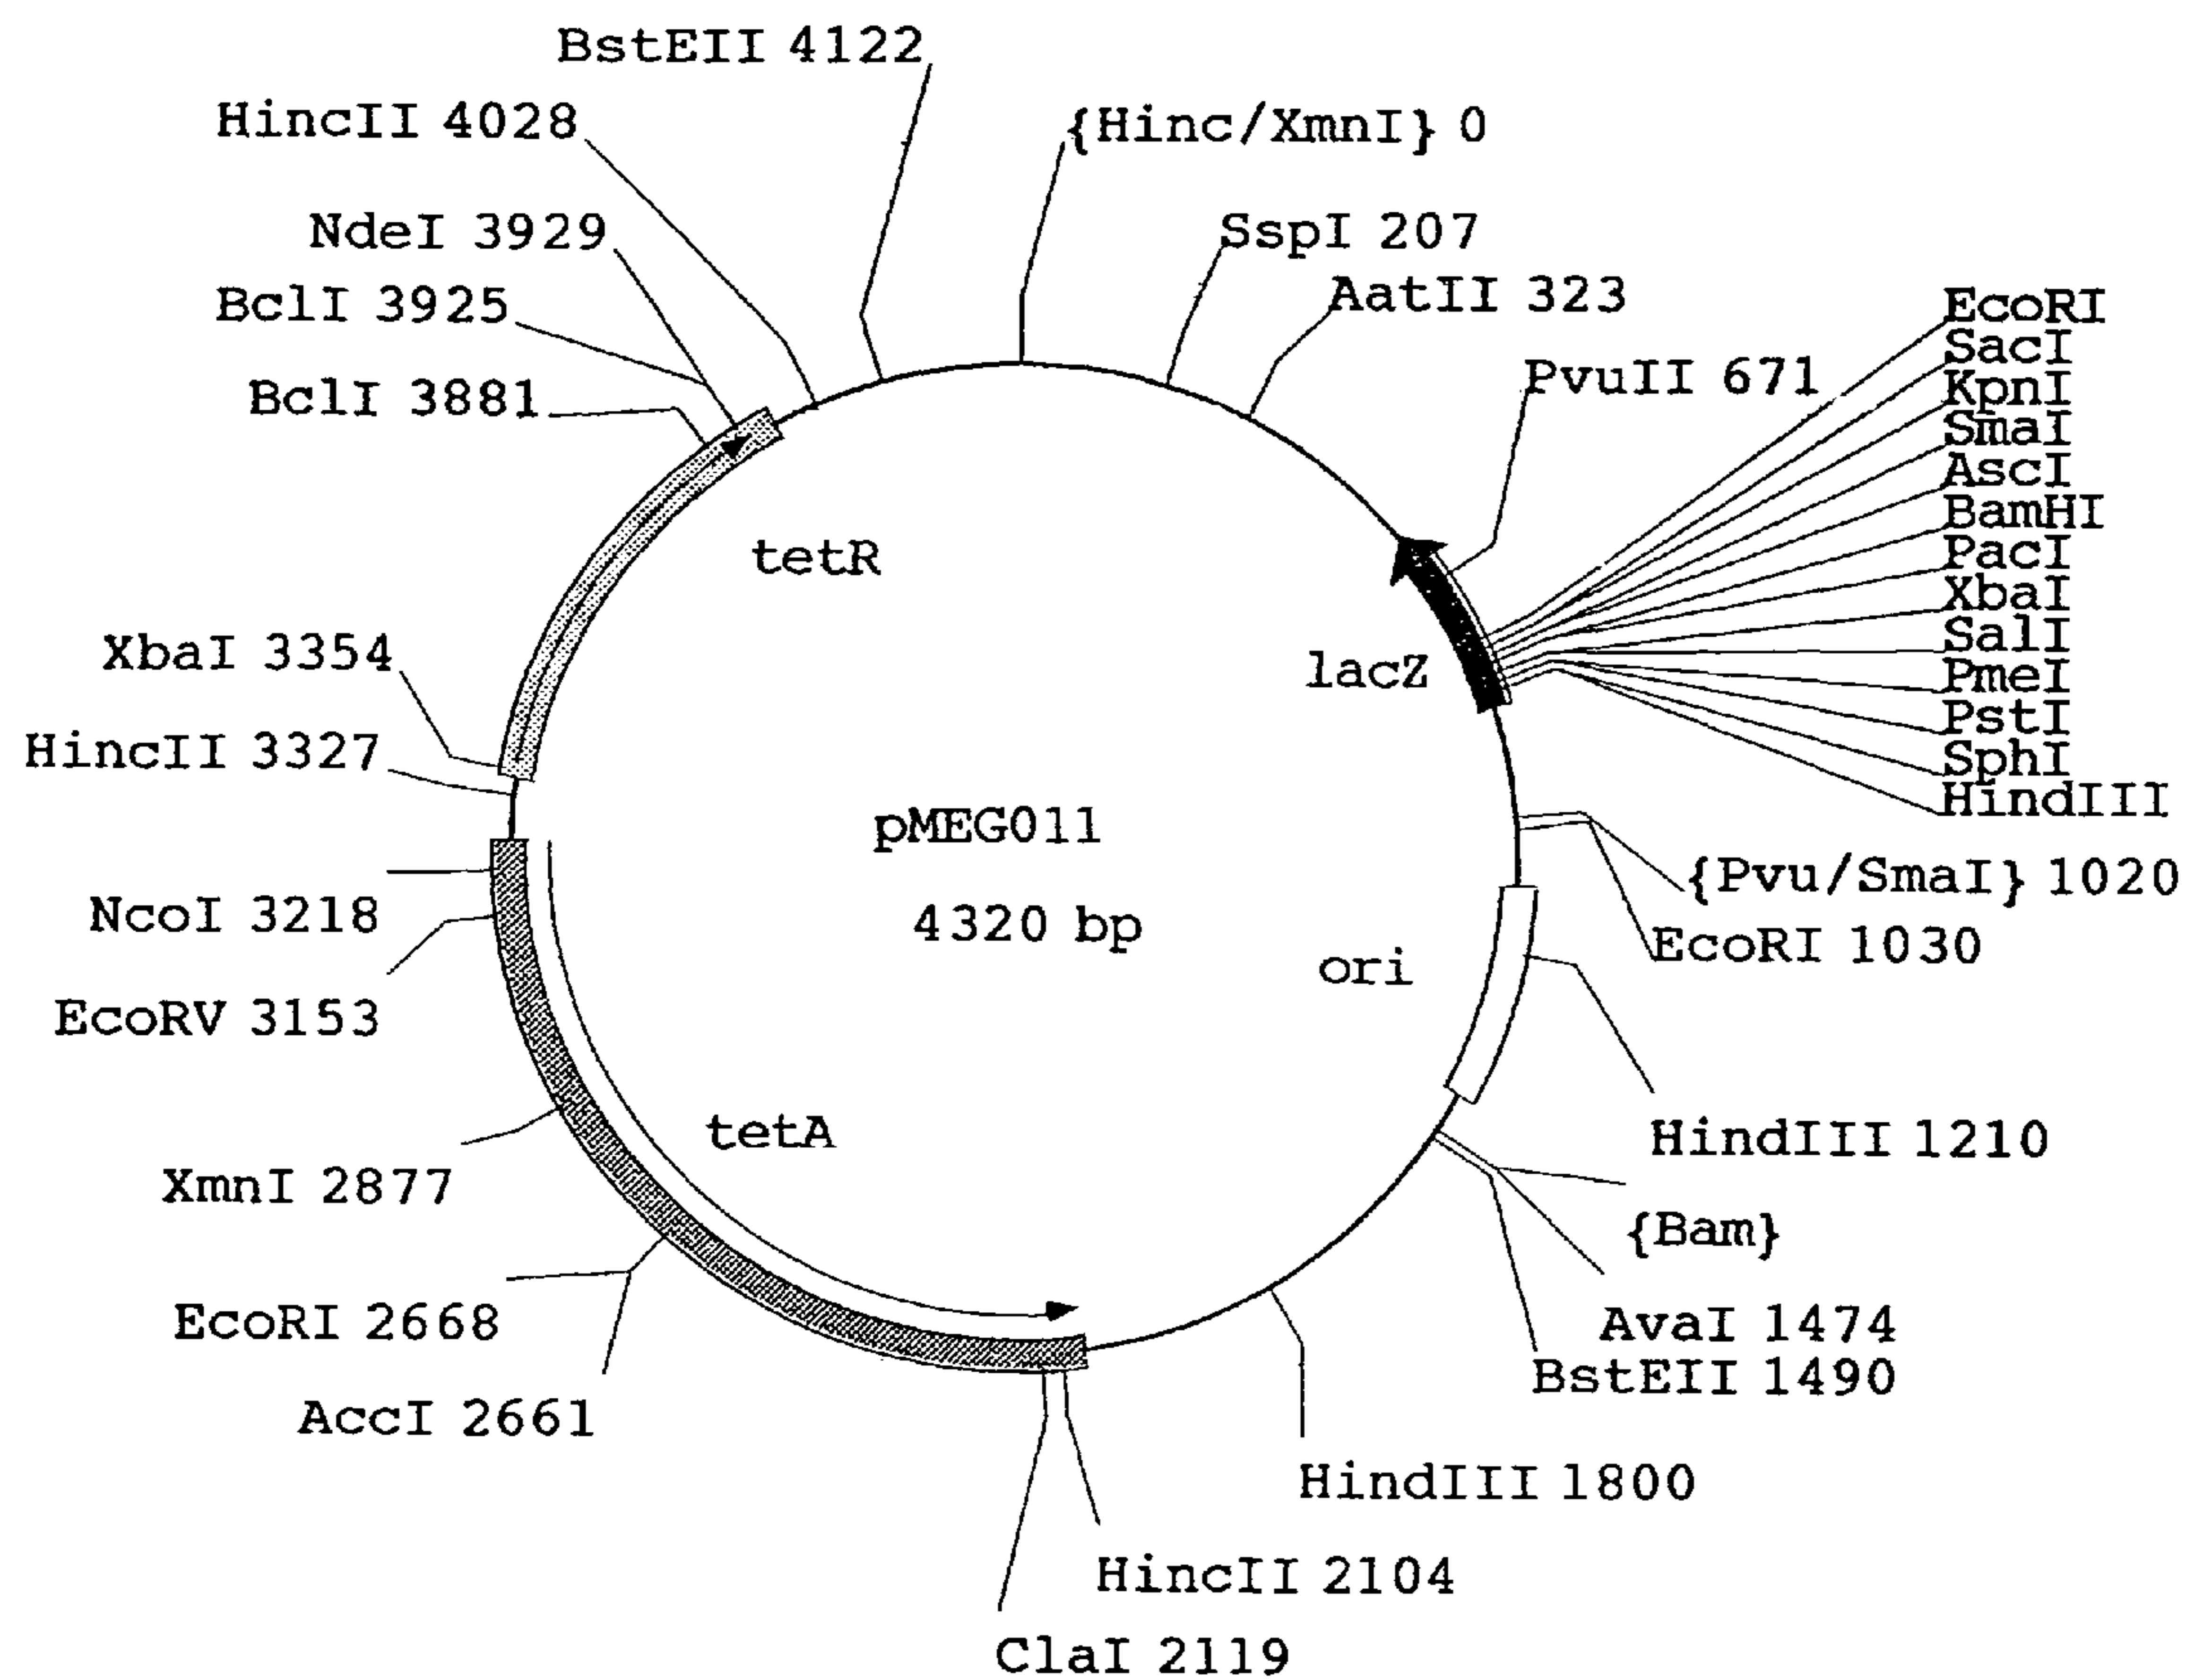 BstEII 4122
HincII 4028
{Hinc/XmnI} 0
NdeI 3929
SspI 207
BclI 3925
AatII 323
BclI 3881
PvuII 671
EcoRI
SacI
KpnI
SmaI
AscI
BamHI
PacI
XbaI
SalI
PmeI
PstI
SphI
HindIII
tetR
lacZ
XbaI 3354
HincII 3327
pMEG011
4320 bp
{Pvu/SmaI} 1020
EcoRI 1030
NcoI 3218
ori
EcoRV 3153
tetA
HindIII 1210
XmnI 2877
{Bam}
EcoRI 2668
AvaI 1474
BstEII 1490
AccI 2661
HindIII 1800
HincII 2104
ClaI 2119